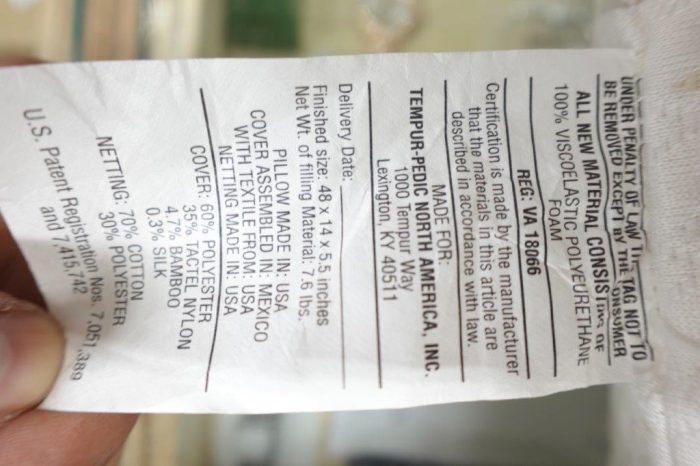 UNDER PENALTY OF LAW THIS TAG NOT TO
BE REMOVED EXCEPT BY THE CONSUMER
ALL NEW MATERIAL CONSISTING OF
100% VISCOELASTIC POLYEURETHANE
FOAM
REG: VA 18066
Certification is made by the manufacturer
that the materials in this article are
described in accordance with law.
MADE FOR:
TEMPUR-PEDIC NORTH AMERICA, INC.
1000 Tempur Way
Lexington, KY 40511
Delivery Date:
Finished size: 48 x 14 x 5.5 inches
Net Wt. of filling Material: 7.6 lbs.
PILLOW MADE IN: USA
COVER ASSEMBLED IN: MEXICO
WITH TEXTILE FROM: USA
NETTING MADE IN: USA
COVER: 60% POLYESTER
35% TACTEL NYLON
4.7% BAMBOO
0.3% SILK
NETTING: 70% COTTON
30% POLYESTER
U.S. Patent Registration Nos. 7,051,389
and 7,415,742